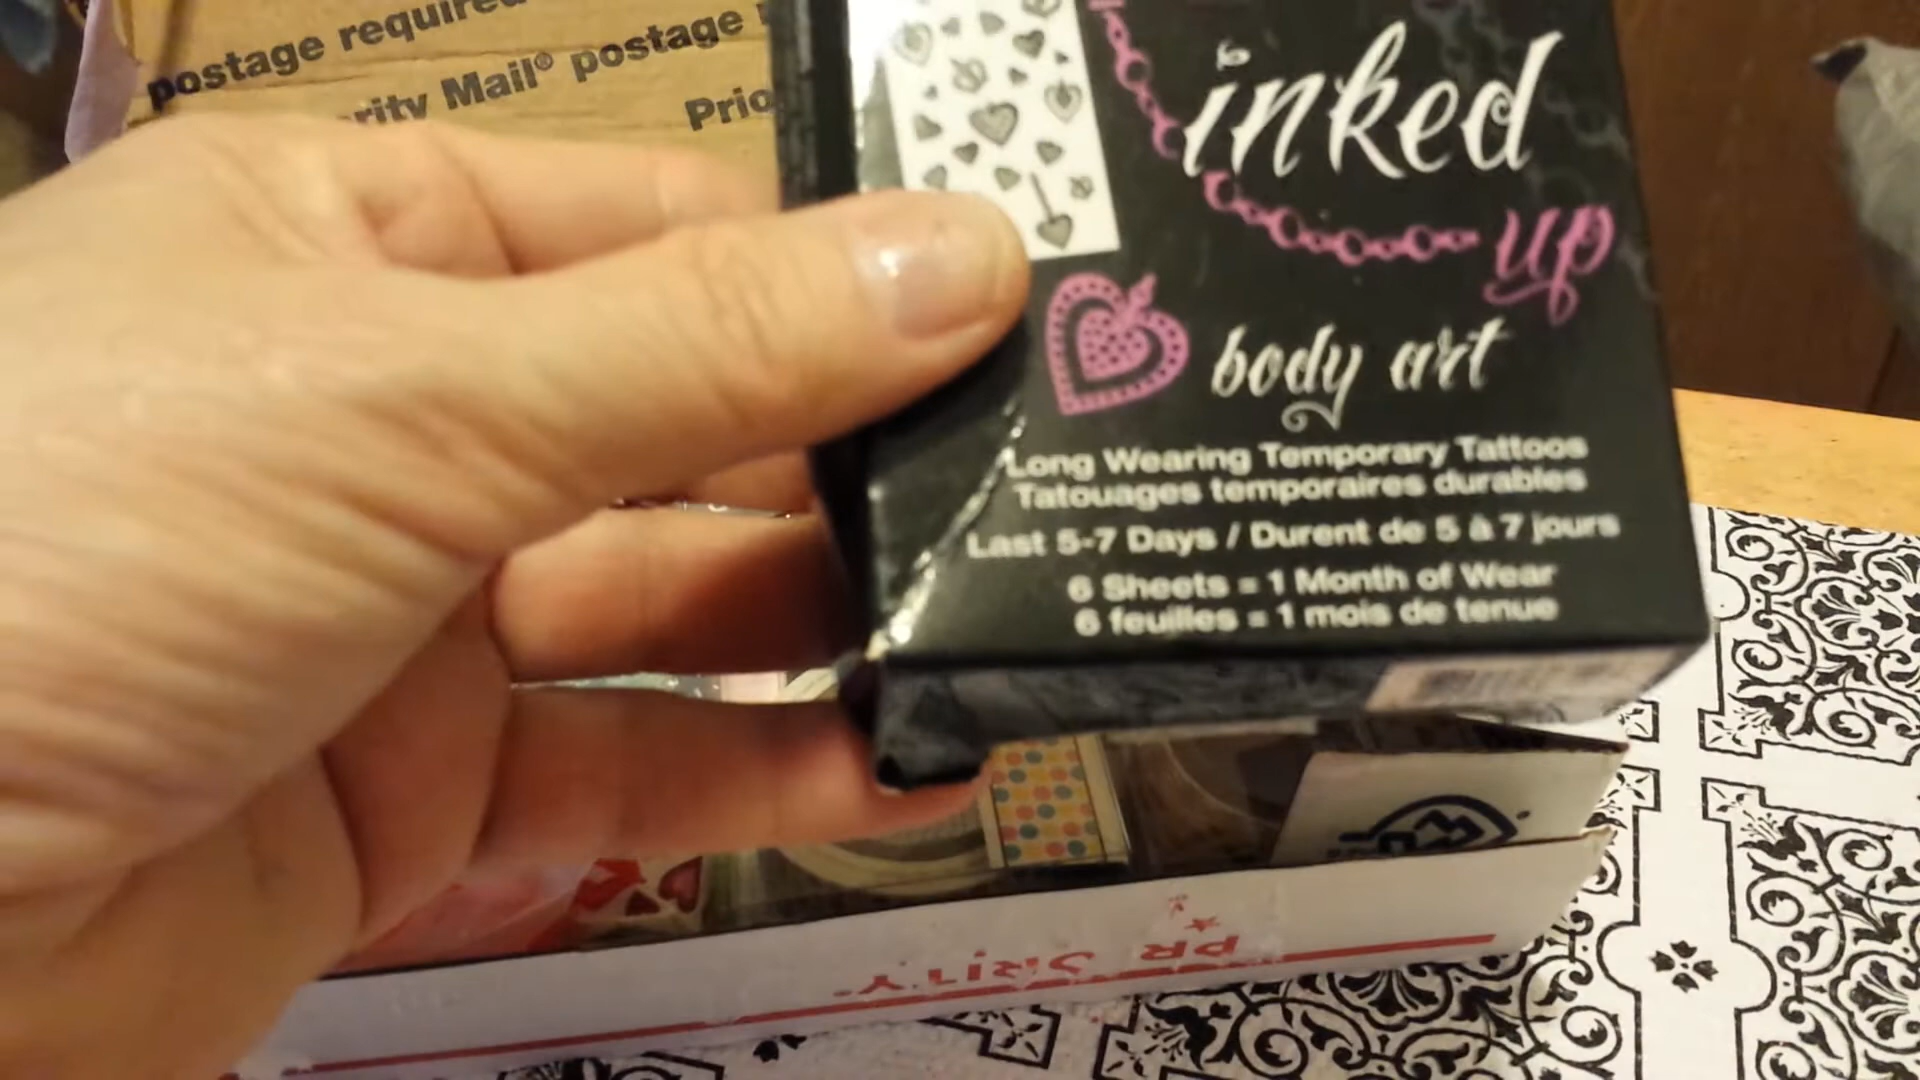 postage required
rity Mail® postage
Prio
inked
up
body art
Long Wearing Temporary Tattoos
Tatouages temporaires durables
Last 5-7 Days / Durent de 5 à 7 jours
6 Sheets = 1 Month of Wear
6 feuilles = 1 mois de tenue
PRIORITY